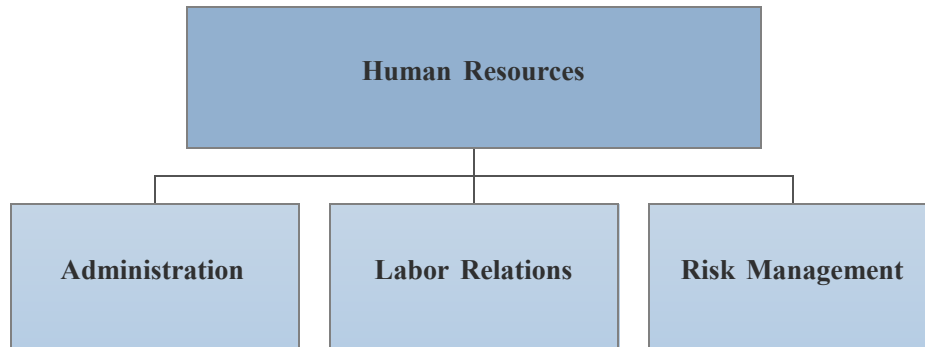 Human Resources
Administration
Labor Relations
Risk Management